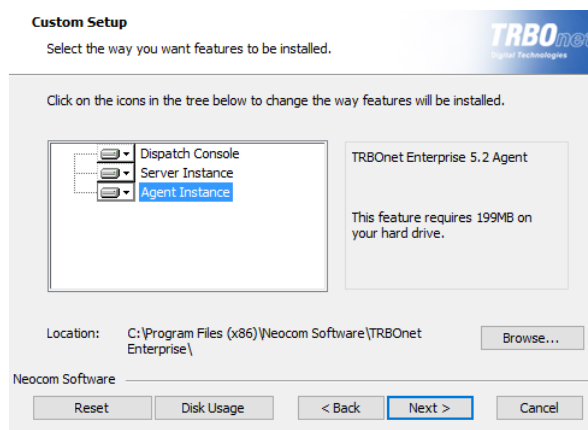 Custom Setup
Select the way you want features to be installed.
TRBOnet
Digital Technologies
Click on the icons in the tree below to change the way features will be installed.
Dispatch Console
Server Instance
Agent Instance
TRBOnet Enterprise 5.2 Agent
This feature requires 199MB on
your hard drive.
Location:
C:\Program Files (x86)\Neocom Software\TRBOnet
Enterprise\
Browse...
Neocom Software
Reset
Disk Usage
< Back
Next >
Cancel